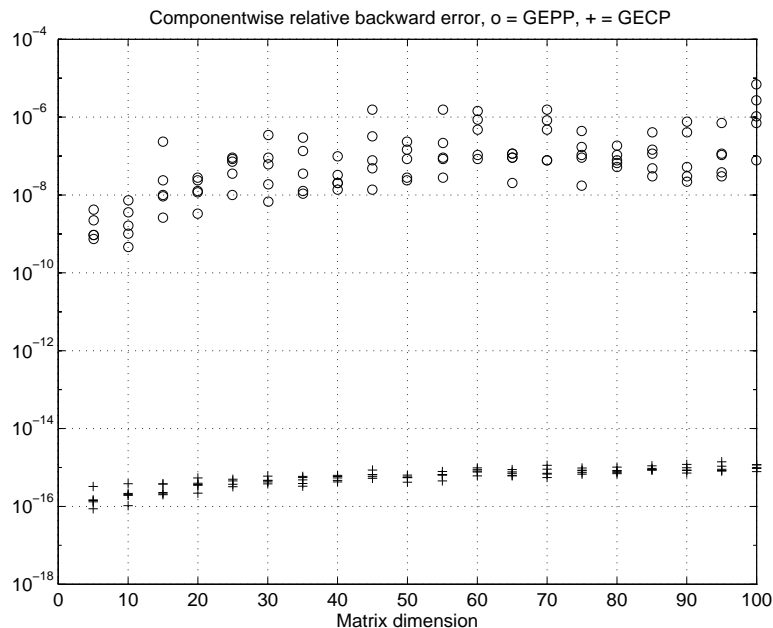 Componentwise relative backward error, o = GEPP, + = GECP
10^-4
10^-6
10^-8
10^-10
10^-12
10^-14
10^-16
10^-18
0 10 20 30 40 50 60 70 80 90 100
Matrix dimension